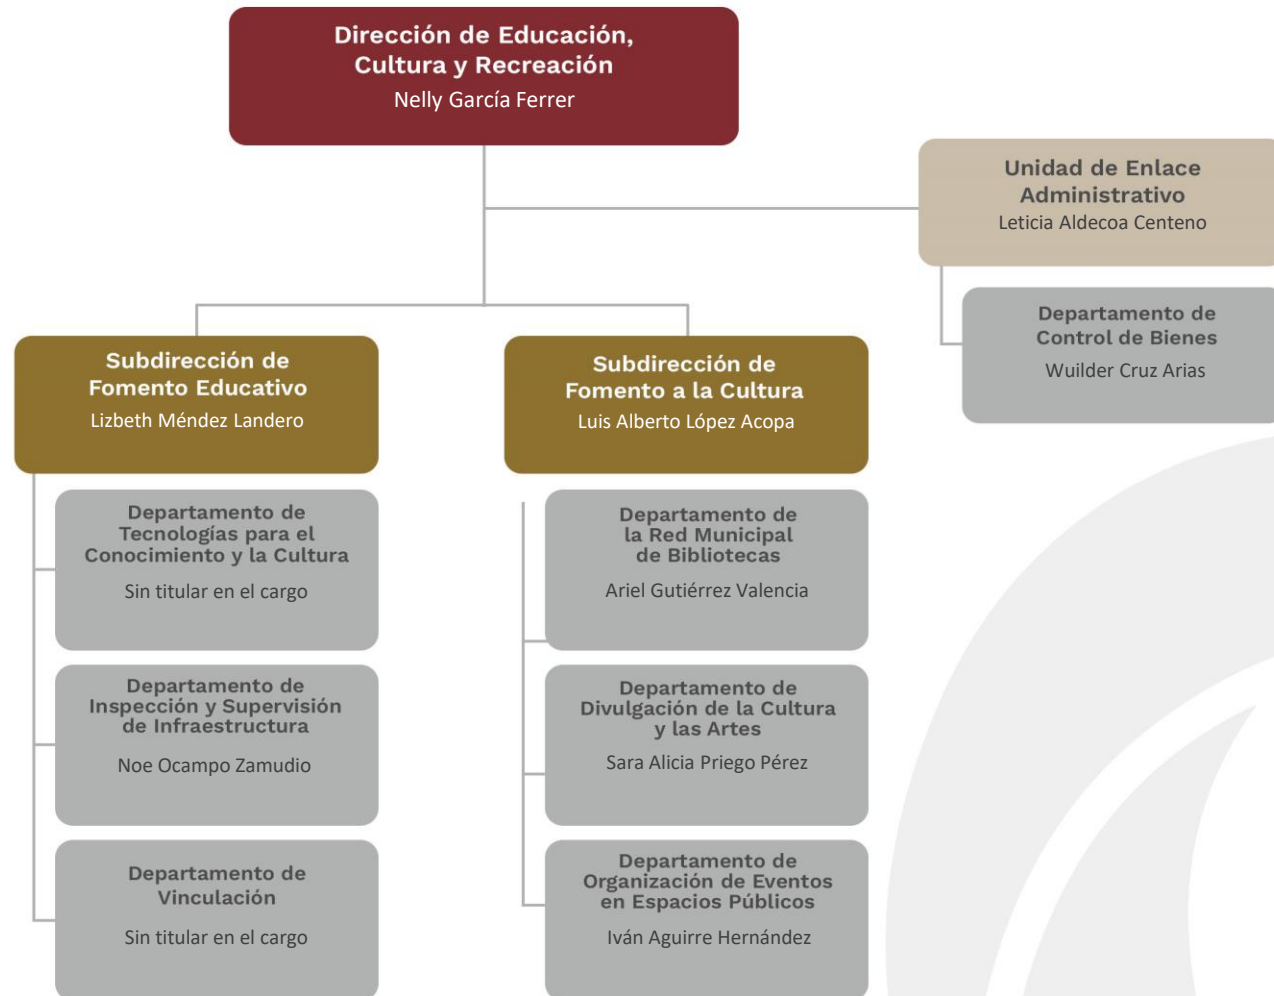 Dirección de Educación,
Cultura y Recreación
Nelly García Ferrer
Unidad de Enlace
Administrativo
Leticia Aldecoa Centeno
Departamento de
Control de Bienes
Wuilder Cruz Arias
Subdirección de
Fomento Educativo
Lizbeth Méndez Landero
Subdirección de
Fomento a la Cultura
Luis Alberto López Acopa
Departamento de
Tecnologías para el
Conocimiento y la Cultura
Sin titular en el cargo
Departamento de
la Red Municipal
de Bibliotecas
Ariel Gutiérrez Valencia
Departamento de
Inspección y Supervisión
de Infraestructura
Noe Ocampo Zamudio
Departamento de
Divulgación de la Cultura
y las Artes
Sara Alicia Priego Pérez
Departamento de
Vinculación
Sin titular en el cargo
Departamento de
Organización de Eventos
en Espacios Públicos
Iván Aguirre Hernández